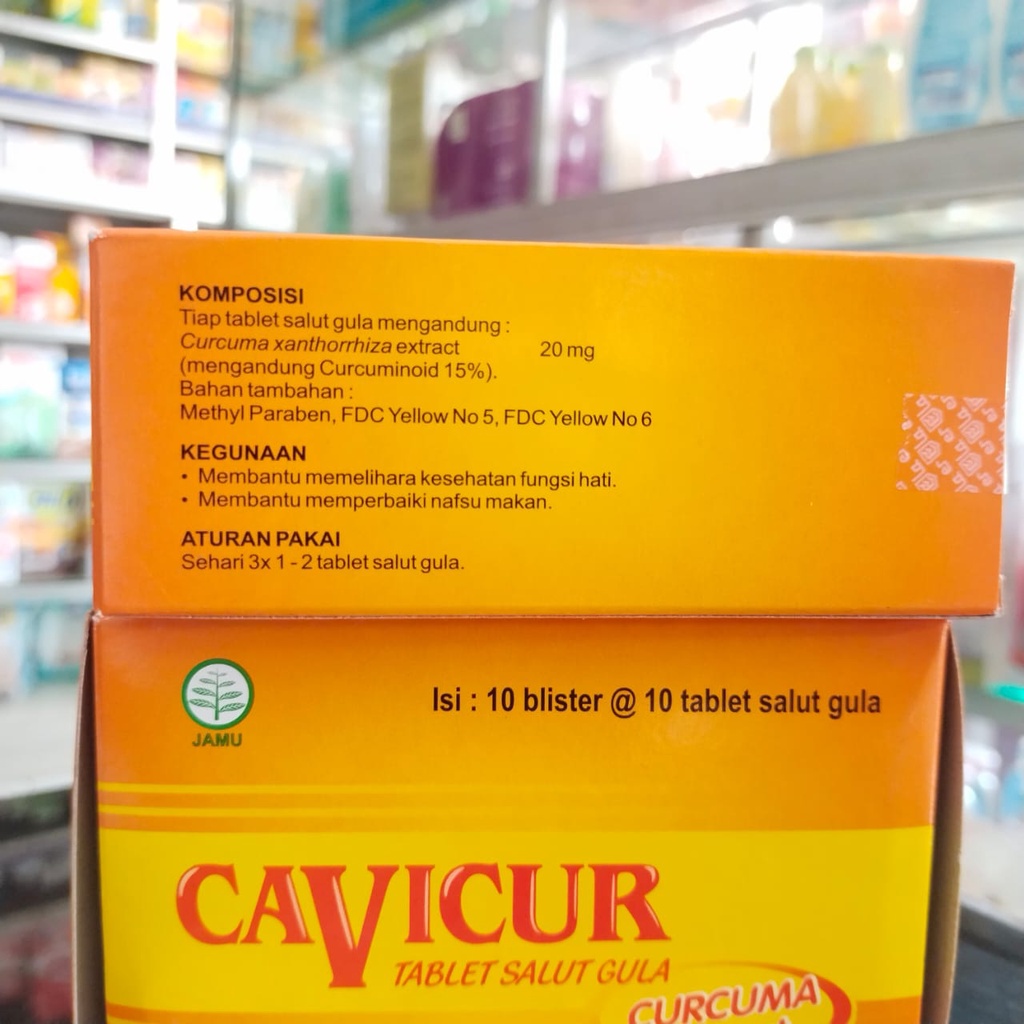 KOMPOSISI
Tiap tablet salut gula mengandung :
Curcuma xanthorrhiza extract 20 mg
(mengandung Curcuminoid 15%).
Bahan tambahan :
Methyl Paraben, FDC Yellow No 5, FDC Yellow No 6
KEGUNAAN
• Membantu memelihara kesehatan fungsi hati.
• Membantu memperbaiki nafsu makan.
ATURAN PAKAI
Sehari 3x 1 - 2 tablet salut gula.
JAMU
Isi : 10 blister @ 10 tablet salut gula
CAVICUR
TABLET SALUT GULA
CURCUMA